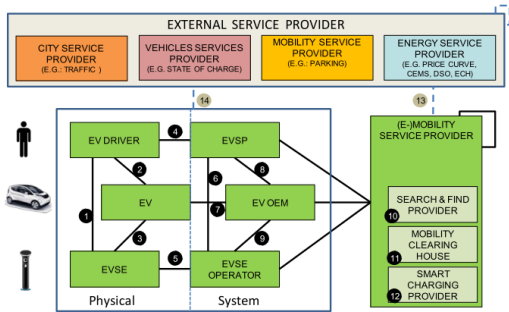 EXTERNAL SERVICE PROVIDER
CITY SERVICE
PROVIDER
(E.G.: TRAFFIC )
VEHICLES SERVICES
PROVIDER
(E.G. STATE OF CHARGE)
MOBILITY SERVICE
PROVIDER
(E.G.: PARKING)
ENERGY SERVICE
PROVIDER
(E.G. PRICE CURVE,
CEMS, DSO, ECH)
14
13
EV DRIVER
4
EVSP
(E-)MOBILITY
SERVICE PROVIDER
2
6
8
1
EV
7
EV OEM
SEARCH & FIND
PROVIDER
10
3
9
MOBILITY
CLEARING
HOUSE
11
EVSE
5
EVSE
OPERATOR
SMART
CHARGING
PROVIDER
12
Physical
System